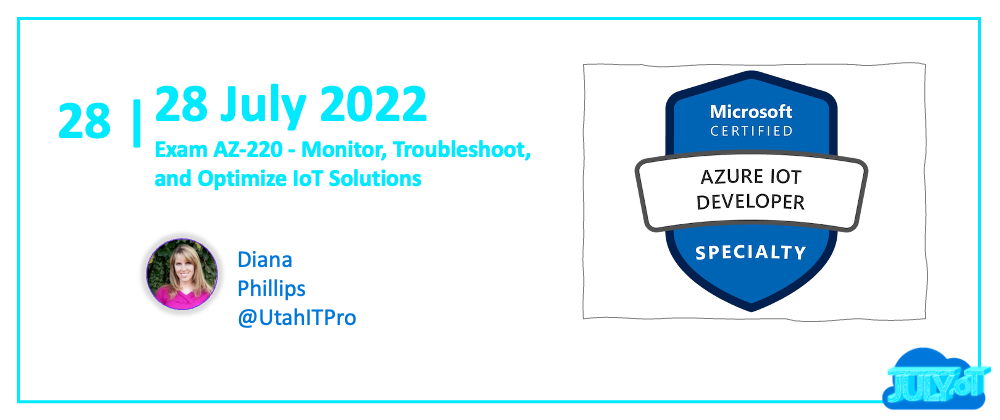 28 |
28 July 2022
Exam AZ-220 - Monitor, Troubleshoot,
and Optimize IoT Solutions
Diana
Phillips
@UtahITPro
Microsoft
CERTIFIED
AZURE IOT
DEVELOPER
SPECIALTY
JULYoT